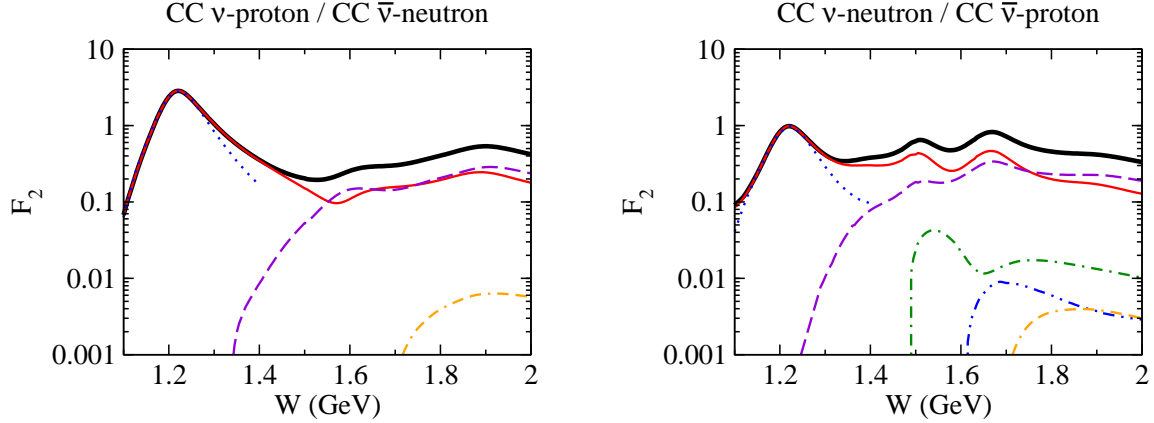 CC ν-proton / CC ν̅-neutron
10
1
0.1
0.01
0.001
F₂
1.2 1.4 1.6 1.8 2
W (GeV)
CC ν-neutron / CC ν̅-proton
10
1
0.1
0.01
0.001
F₂
1.2 1.4 1.6 1.8 2
W (GeV)